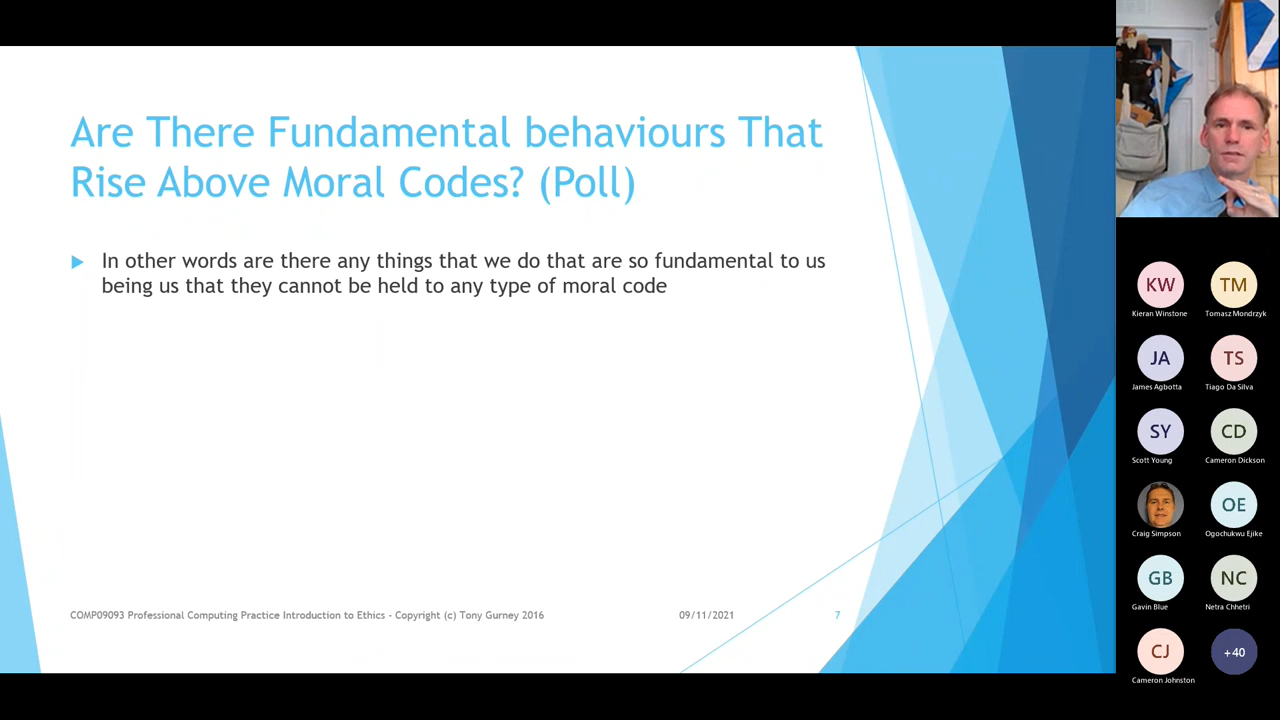 Are There Fundamental behaviours That
Rise Above Moral Codes? (Poll)
In other words are there any things that we do that are so fundamental to us
being us that they cannot be held to any type of moral code
COMP09093 Professional Computing Practice Introduction to Ethics - Copyright (c) Tony Gurney 2016
09/11/2021
7
KW
Kieran Winstone
TM
Tomasz Mondrzyk
JA
James Agbotta
TS
Tiago Da Silva
SY
Scott Young
CD
Cameron Dickson
Craig Simpson
OE
Ogochukwu Ejike
GB
Gavin Blue
NC
Netra Chhetri
CJ
Cameron Johnston
+40